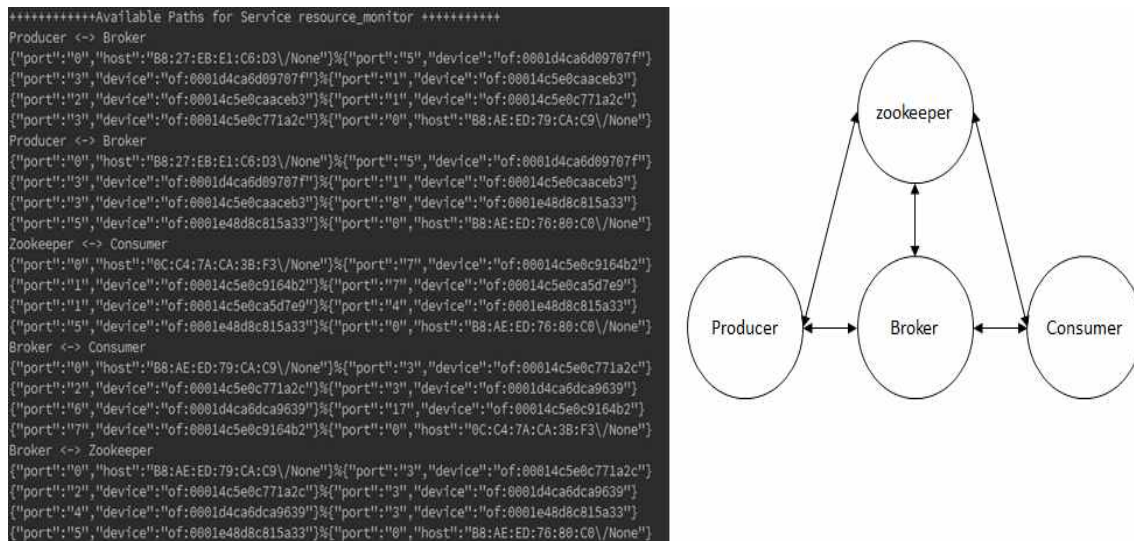 ++++++++++++Available Paths for Service resource_monitor +++++++++++
Producer <-> Broker
{"port":"0","host":"B8:27:EB:E1:C6:D3\/None"}%{"port":"5","device":"of:0001d4ca6d09707f"}
{"port":"3","device":"of:0001d4ca6d09707f"}%{"port":"1","device":"of:00014c5e0caaceb3"}
{"port":"2","device":"of:00014c5e0caaceb3"}%{"port":"1","device":"of:00014c5e0c771a2c"}
{"port":"3","device":"of:00014c5e0c771a2c"}%{"port":"0","host":"B8:AE:ED:79:CA:C9\/None"}
Producer <-> Broker
{"port":"0","host":"B8:27:EB:E1:C6:D3\/None"}%{"port":"5","device":"of:0001d4ca6d09707f"}
{"port":"3","device":"of:0001d4ca6d09707f"}%{"port":"1","device":"of:00014c5e0caaceb3"}
{"port":"3","device":"of:00014c5e0caaceb3"}%{"port":"8","device":"of:0001e48d8c815a33"}
{"port":"5","device":"of:0001e48d8c815a33"}%{"port":"0","host":"B8:AE:ED:76:80:C0\/None"}
Zookeeper <-> Consumer
{"port":"0","host":"0C:C4:7A:CA:3B:F3\/None"}%{"port":"7","device":"of:00014c5e0c9164b2"}
{"port":"1","device":"of:00014c5e0c9164b2"}%{"port":"7","device":"of:00014c5e0ca5d7e9"}
{"port":"1","device":"of:00014c5e0ca5d7e9"}%{"port":"4","device":"of:0001e48d8c815a33"}
{"port":"5","device":"of:0001e48d8c815a33"}%{"port":"0","host":"B8:AE:ED:76:80:C0\/None"}
Broker <-> Consumer
{"port":"0","host":"B8:AE:ED:79:CA:C9\/None"}%{"port":"3","device":"of:00014c5e0c771a2c"}
{"port":"2","device":"of:00014c5e0c771a2c"}%{"port":"3","device":"of:0001d4ca6dca9639"}
{"port":"6","device":"of:0001d4ca6dca9639"}%{"port":"17","device":"of:00014c5e0c9164b2"}
{"port":"7","device":"of:00014c5e0c9164b2"}%{"port":"0","host":"0C:C4:7A:CA:3B:F3\/None"}
Broker <-> Zookeeper
{"port":"0","host":"B8:AE:ED:79:CA:C9\/None"}%{"port":"3","device":"of:00014c5e0c771a2c"}
{"port":"2","device":"of:00014c5e0c771a2c"}%{"port":"3","device":"of:0001d4ca6dca9639"}
{"port":"4","device":"of:0001d4ca6dca9639"}%{"port":"3","device":"of:0001e48d8c815a33"}
{"port":"5","device":"of:0001e48d8c815a33"}%{"port":"0","host":"B8:AE:ED:76:80:C0\/None"}
zookeeper
Producer
Broker
Consumer